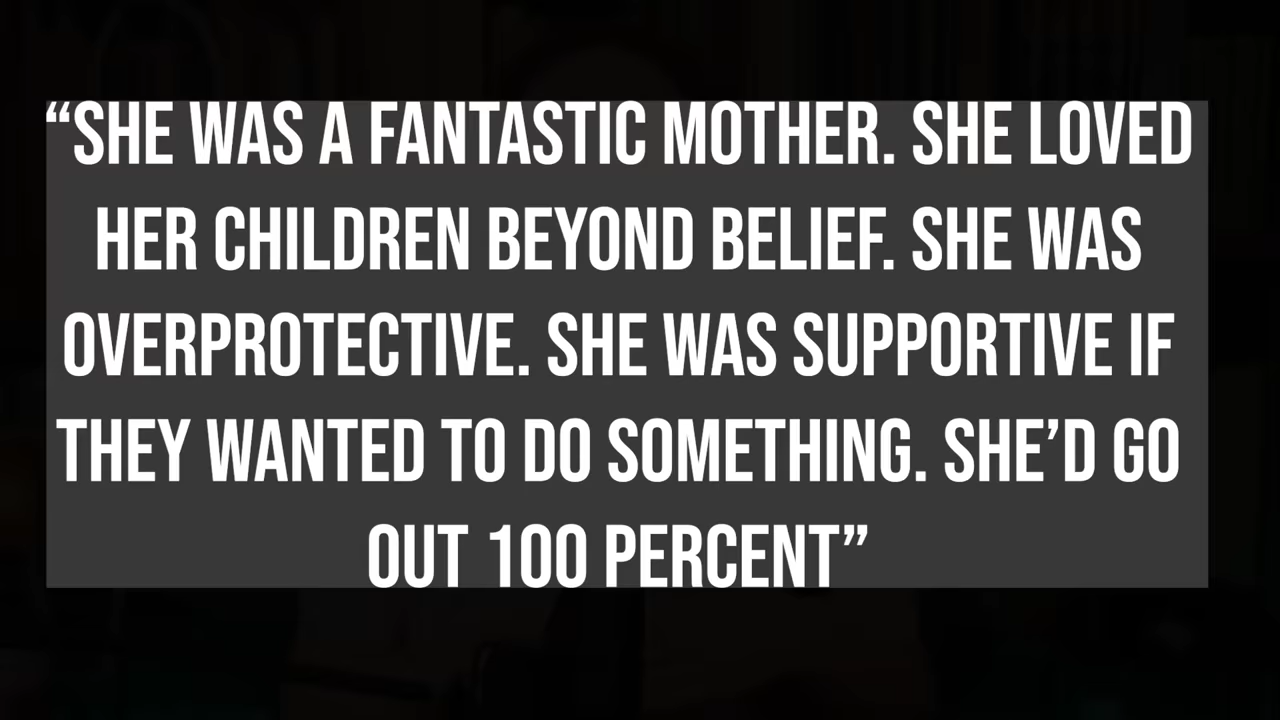 “SHE WAS A FANTASTIC MOTHER. SHE LOVED
HER CHILDREN BEYOND BELIEF. SHE WAS
OVERPROTECTIVE. SHE WAS SUPPORTIVE IF
THEY WANTED TO DO SOMETHING. SHE’D GO
OUT 100 PERCENT”